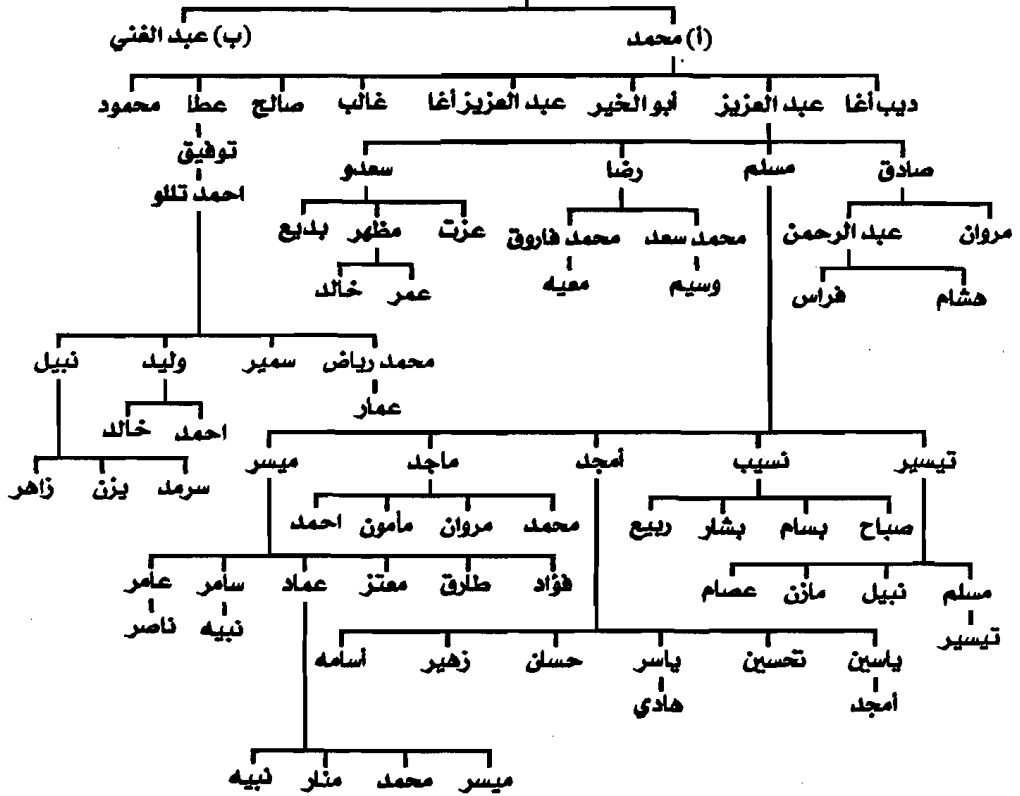 (أ) محمد (ب) عبد الغني
ديب أغا عبد العزيز أبو الخير عبد العزيز أغا غالب صالح عطا محمود
توفيق
صادق مسلم رضا سعدو
احمد تللو
مروان عبد الرحمن محمد سعد محمد فاروق عزت مظهر بديع
هشام فراس وسيم معيه عمر خالد
محمد رياض سمير وليد نبيل
عمار
احمد خالد
تيسير نسيب أمجد ماجد ميسر
سرمد يزن زاهر
صباح بسام بشار ربيع محمد مروان مأمون احمد
مسلم نبيل مازن عصام فؤاد طارق معتز عماد سامر عامر
تيسير نبيه ناصر
ياسين تحسين ياسر حسان زهير أسامه
أمجد هادي
ميسر محمد منار نبيه